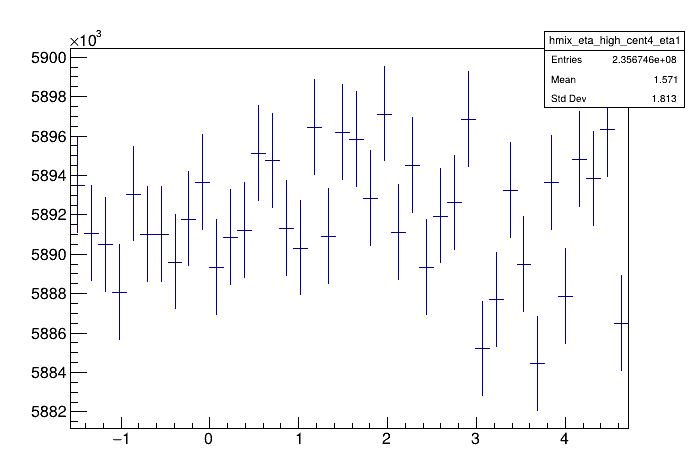 ×10³
hmix_eta_high_cent4_eta1
Entries 2.356746e+08
Mean 1.571
Std Dev 1.813
5900
5898
5896
5894
5892
5890
5888
5886
5884
5882
−1 0 1 2 3 4